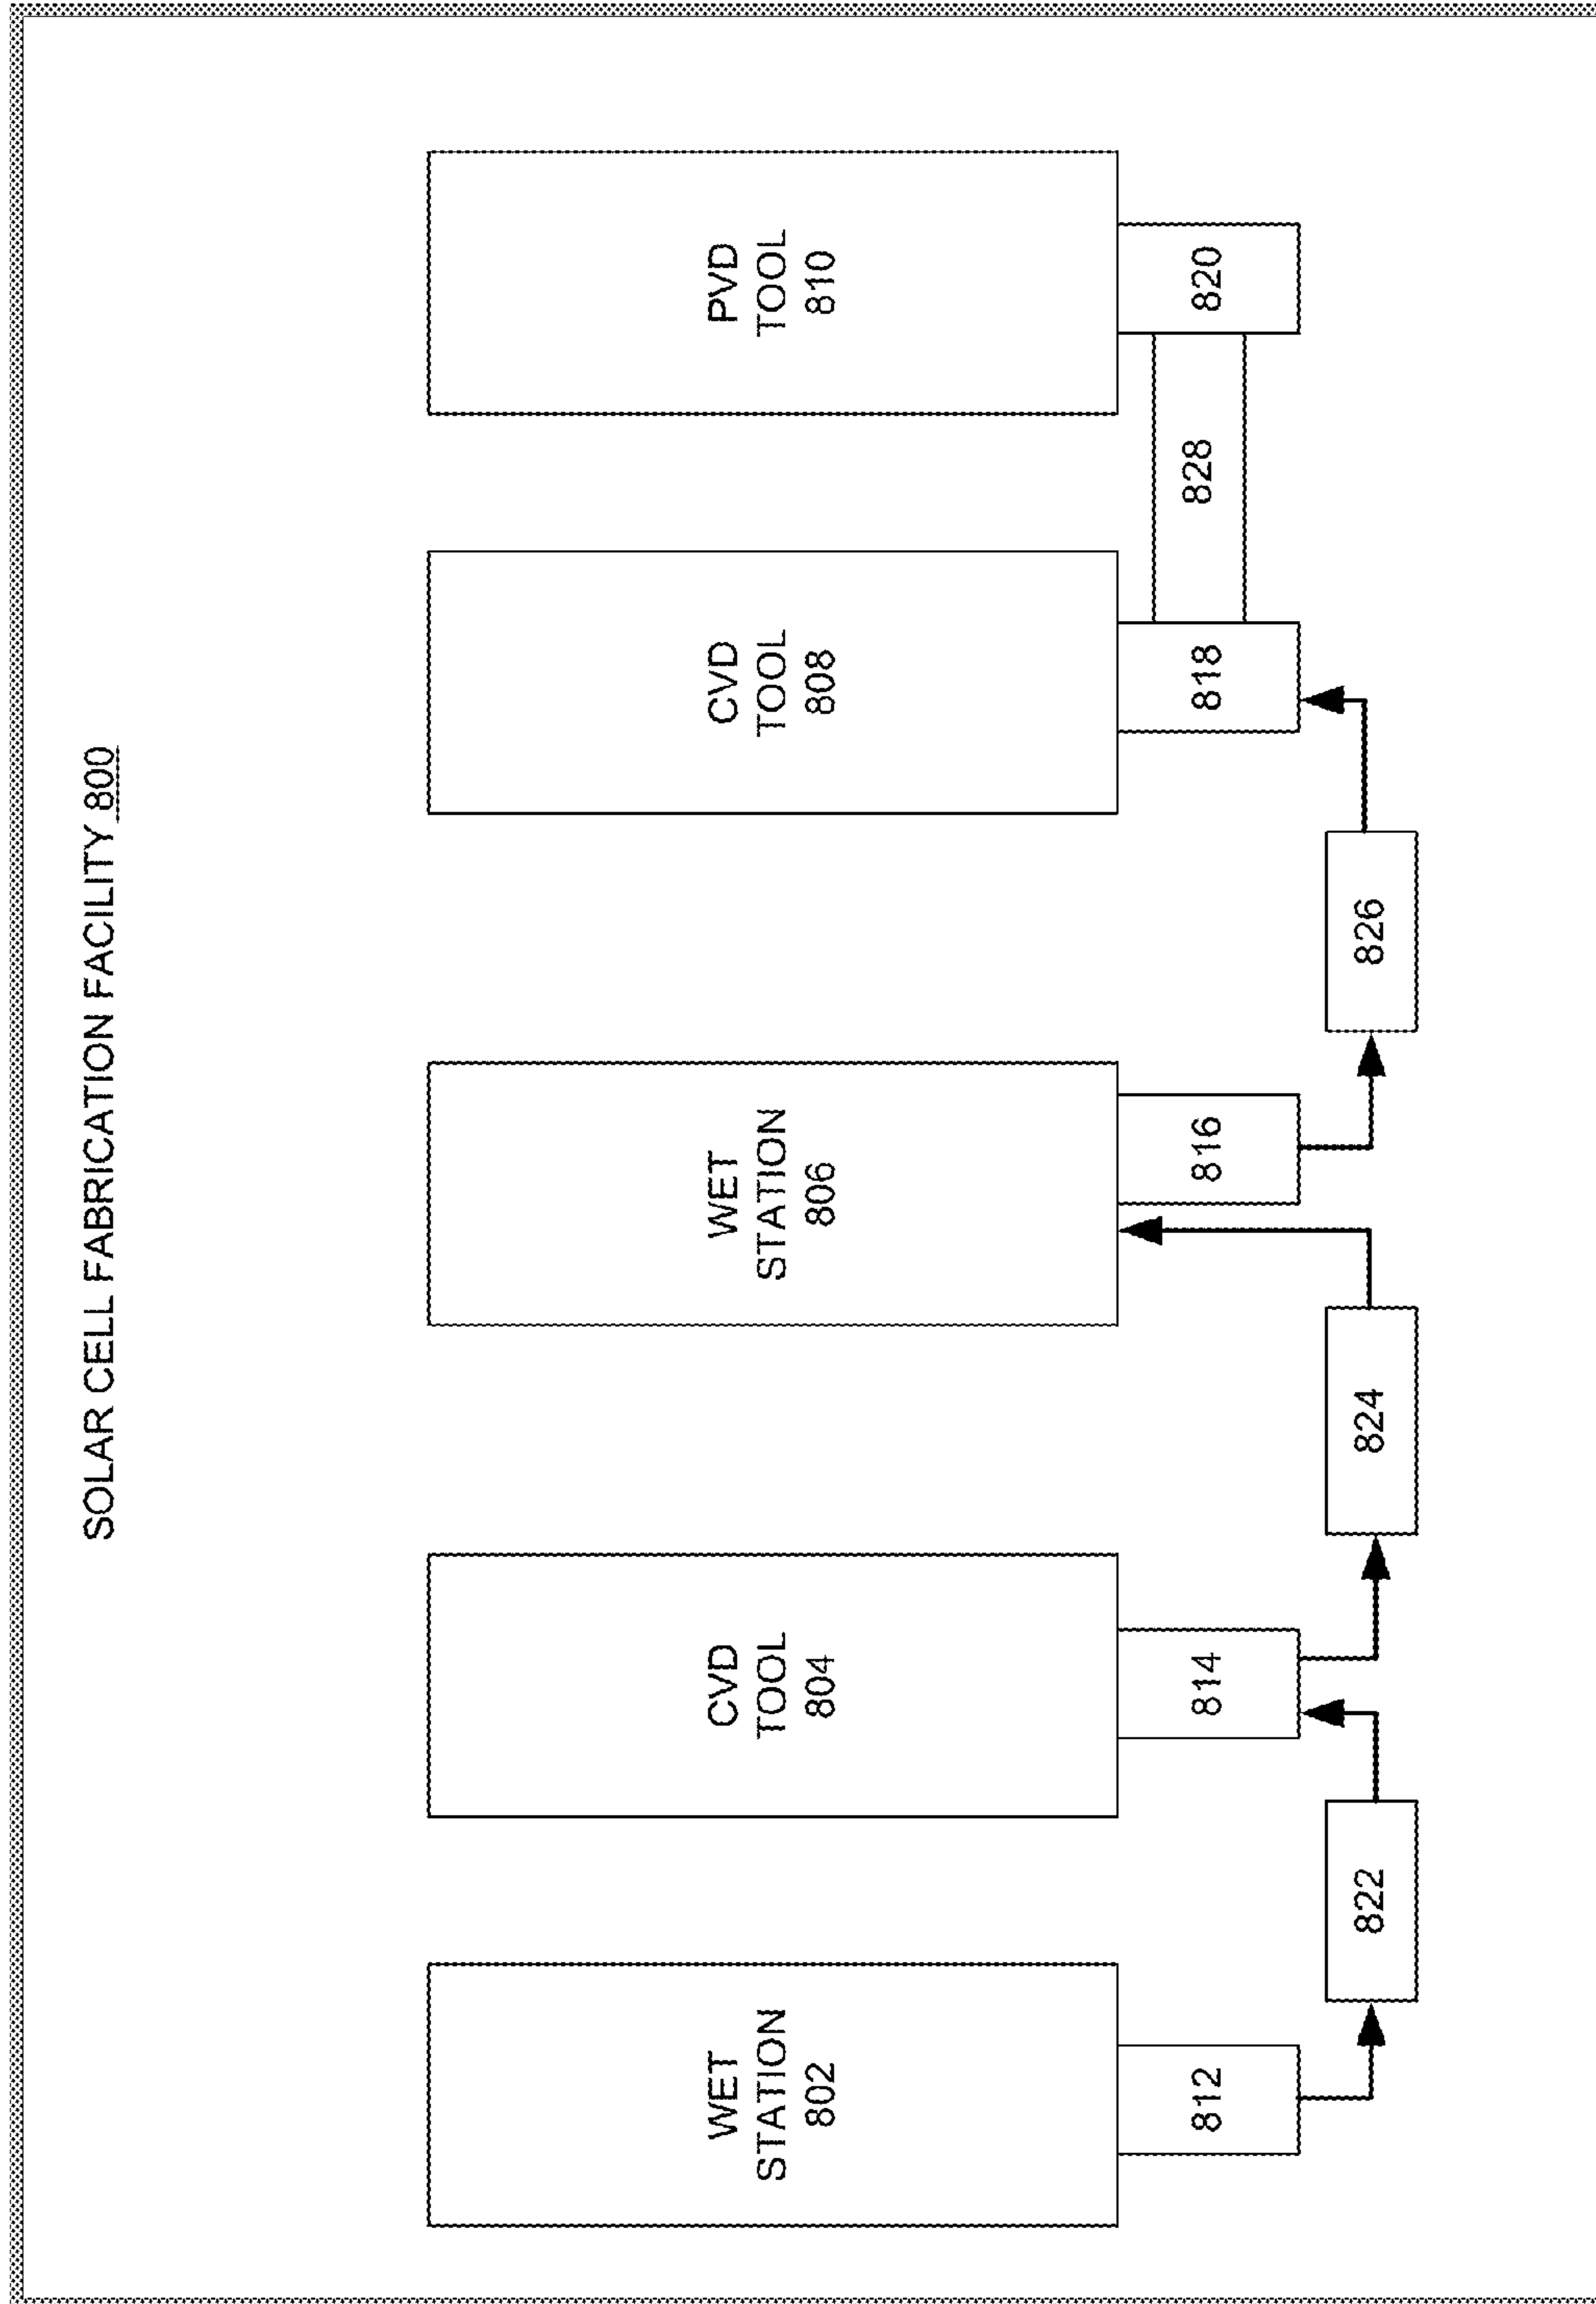 SOLAR CELL FABRICATION FACILITY 800
WET
STATION
802
CVD
TOOL
804
WET
STATION
806
CVD
TOOL
808
PVD
TOOL
810
812
814
816
818
828
820
822
824
826